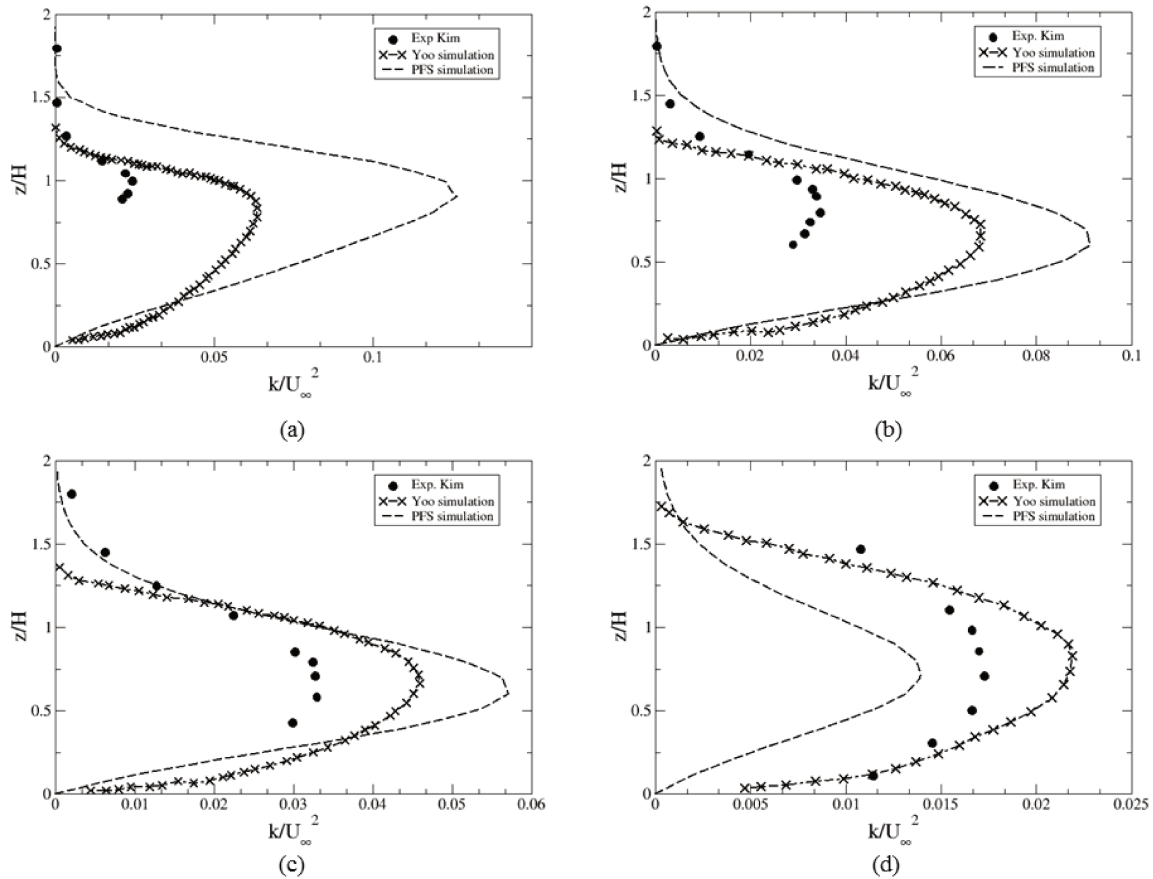 2
Exp Kim
Yoo simulation
PFS simulation
1.5
z/H
1
0.5
0
0 0.05 0.1
k/U∞²
(a)
2
Exp. Kim
Yoo simulation
PFS simulation
1.5
z/H
1
0.5
0
0 0.02 0.04 0.06 0.08 0.1
k/U∞²
(b)
2
Exp. Kim
Yoo simulation
PFS simulation
1.5
z/H
1
0.5
0
0 0.01 0.02 0.03 0.04 0.05 0.06
k/U∞²
(c)
2
Exp. Kim
Yoo simulation
PFS simulation
1.5
z/H
1
0.5
0
0 0.005 0.01 0.015 0.02 0.025
k/U∞²
(d)